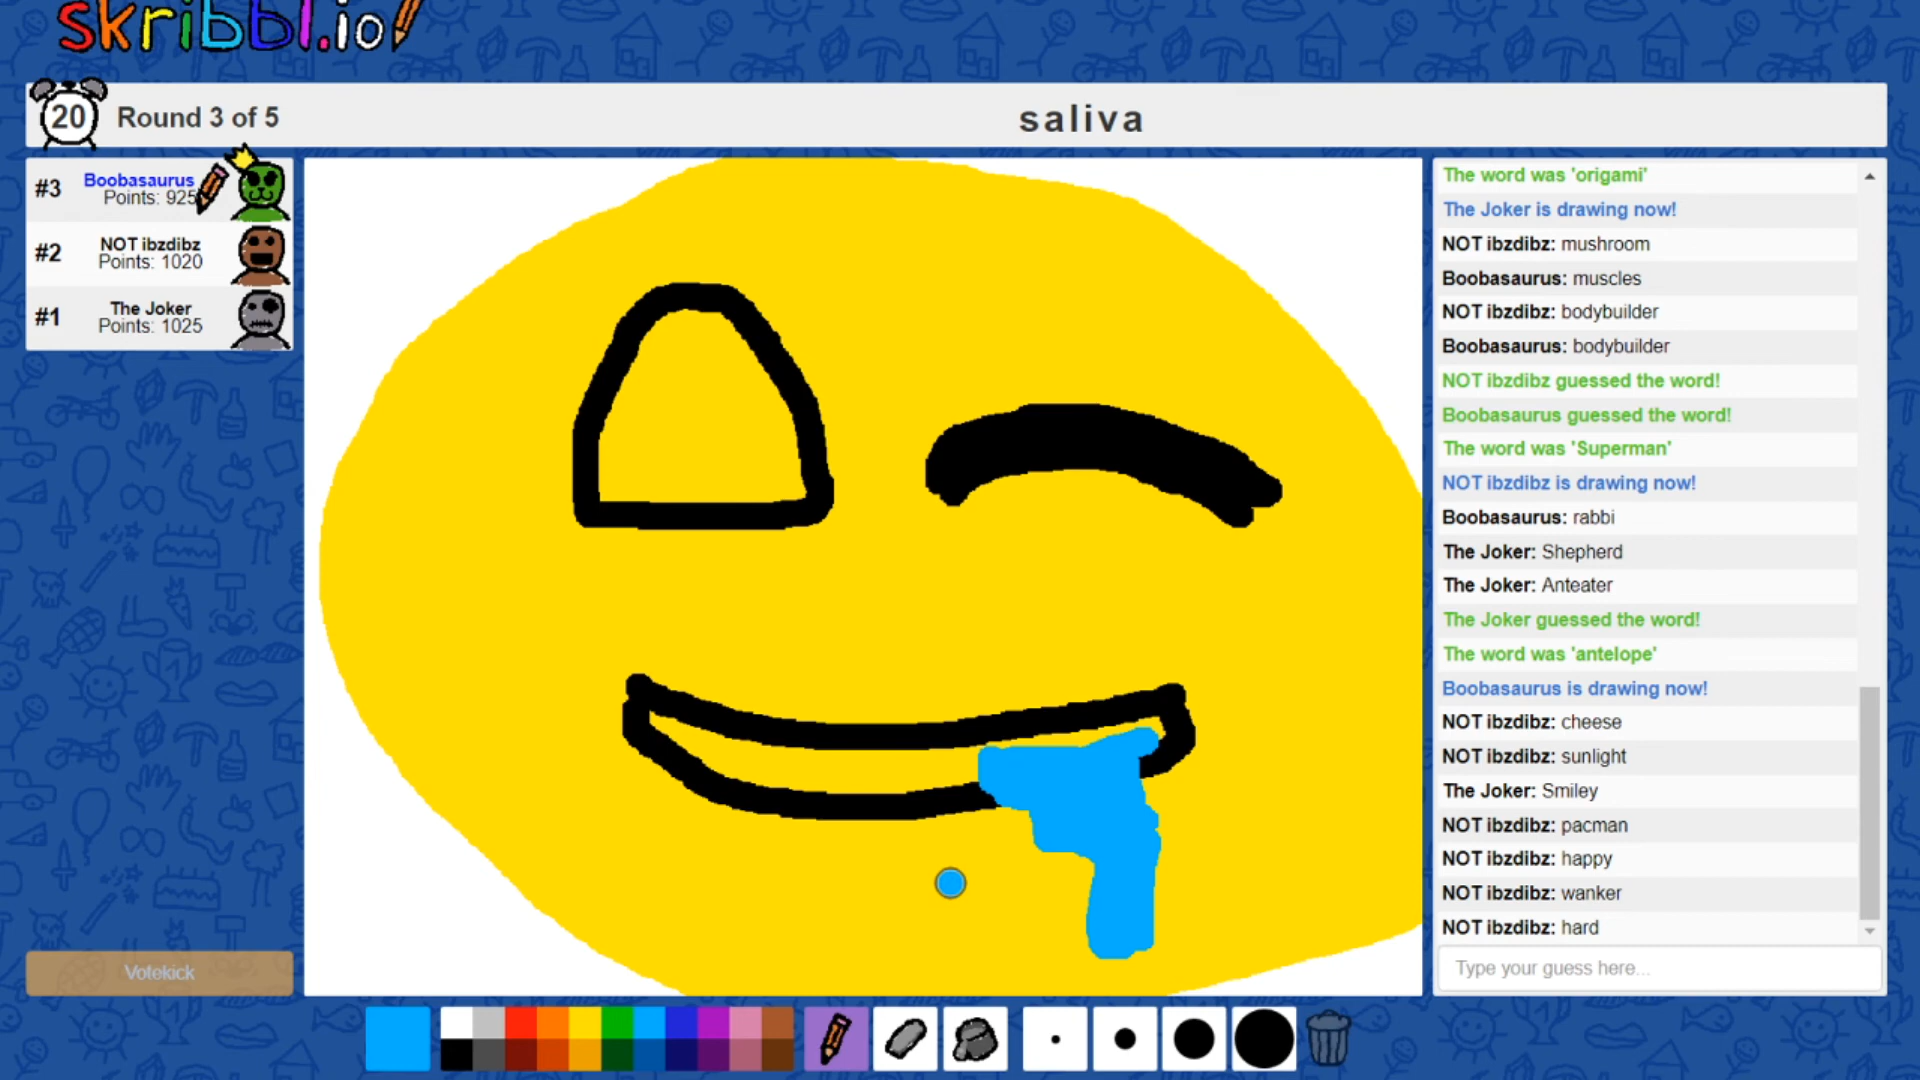 skribbl.io
20
Round 3 of 5
saliva
#3
Boobasaurus
Points: 925
#2
NOT ibzdibz
Points: 1020
#1
The Joker
Points: 1025
Votekick
The word was 'origami'
The Joker is drawing now!
NOT ibzdibz: mushroom
Boobasaurus: muscles
NOT ibzdibz: bodybuilder
Boobasaurus: bodybuilder
NOT ibzdibz guessed the word!
Boobasaurus guessed the word!
The word was 'Superman'
NOT ibzdibz is drawing now!
Boobasaurus: rabbi
The Joker: Shepherd
The Joker: Anteater
The Joker guessed the word!
The word was 'antelope'
Boobasaurus is drawing now!
NOT ibzdibz: cheese
NOT ibzdibz: sunlight
The Joker: Smiley
NOT ibzdibz: pacman
NOT ibzdibz: happy
NOT ibzdibz: wanker
NOT ibzdibz: hard
Type your guess here...